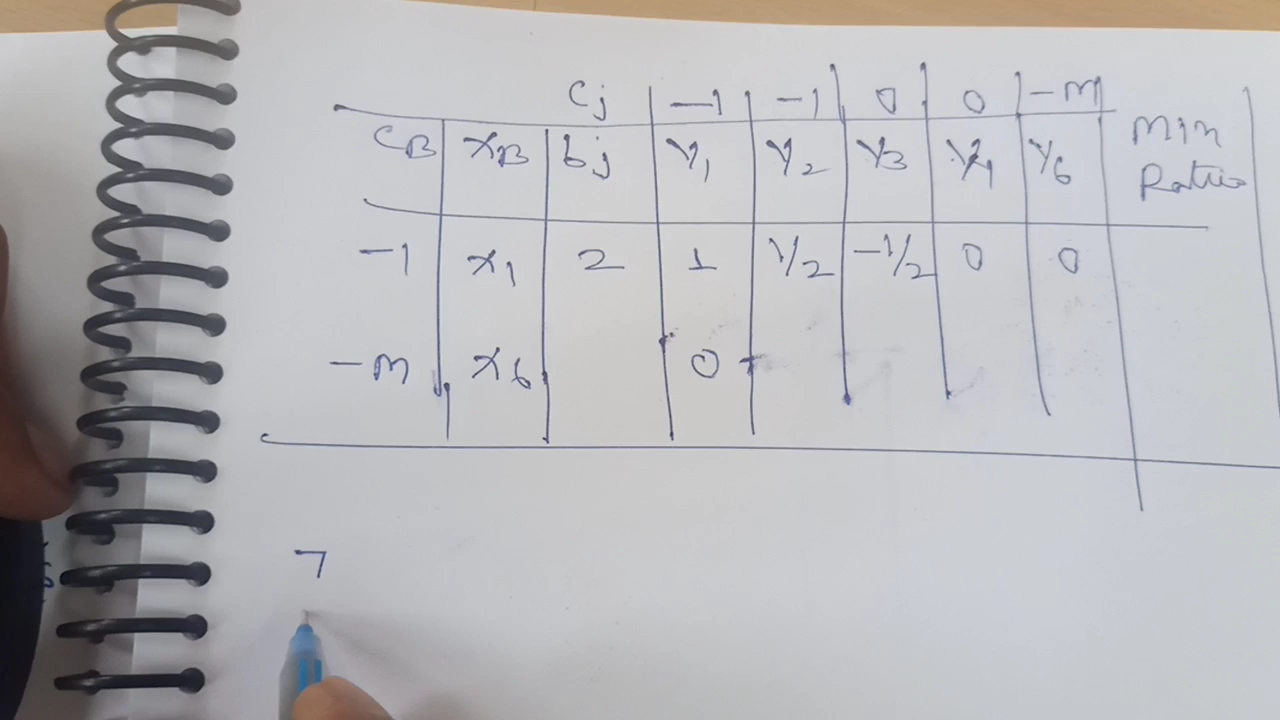 Cj -1 -1 0 0 -M
CB XB bj Y1 Y2 Y3 Y4 Y6 Min Ratio
-1 x1 2 1 1/2 -1/2 0 0
-M x6 0
7